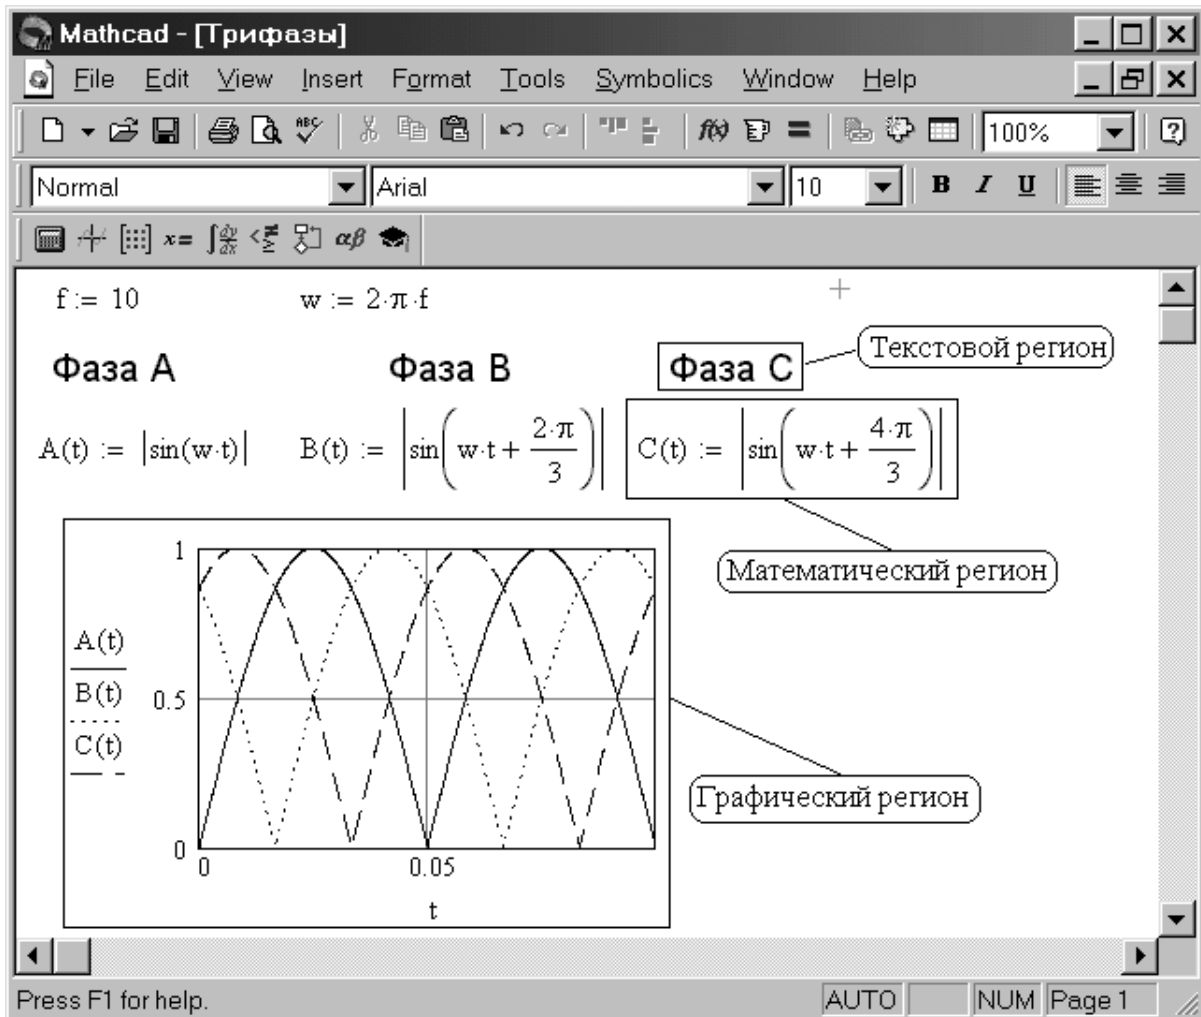 Mathcad - [Трифазы]
File Edit View Insert Format Tools Symbolics Window Help
100%
Normal Arial 10 B I U
f := 10 w := 2·π·f
Фаза A Фаза B Фаза C Текстовой регион
A(t) := |sin(w·t)| B(t) := |sin(w·t + 2·π/3)| C(t) := |sin(w·t + 4·π/3)|
Математический регион
1
A(t)
B(t)
0.5
C(t)
Графический регион
0
0 0.05
t
Press F1 for help. AUTO NUM Page 1